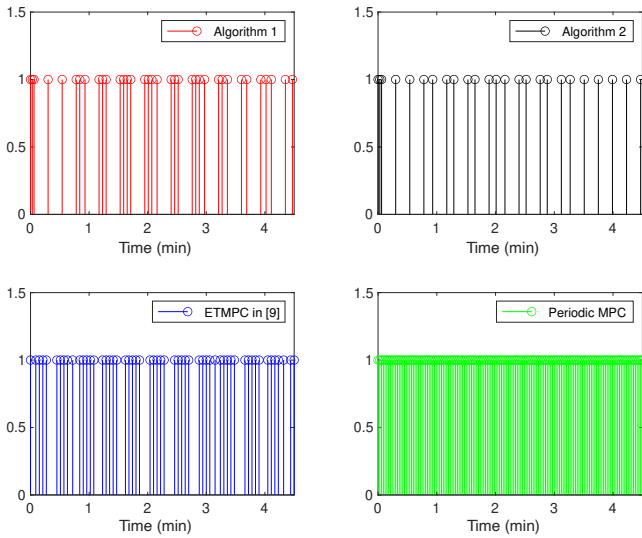 1.5
Algorithm 1
1
0.5
0
0 1 2 3 4
Time (min)
1.5
Algorithm 2
1
0.5
0
0 1 2 3 4
Time (min)
1.5
ETMPC in [9]
1
0.5
0
0 1 2 3 4
Time (min)
1.5
Periodic MPC
1
0.5
0
0 1 2 3 4
Time (min)